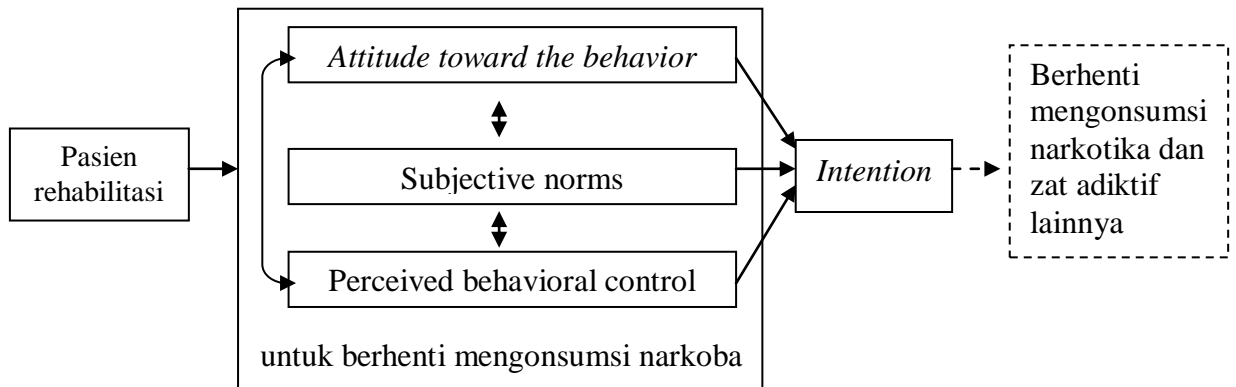 Pasien
rehabilitasi
Attitude toward the behavior
Subjective norms
Perceived behavioral control
untuk berhenti mengonsumsi narkoba
Intention
Berhenti
mengonsumsi
narkotika dan
zat adiktif
lainnya